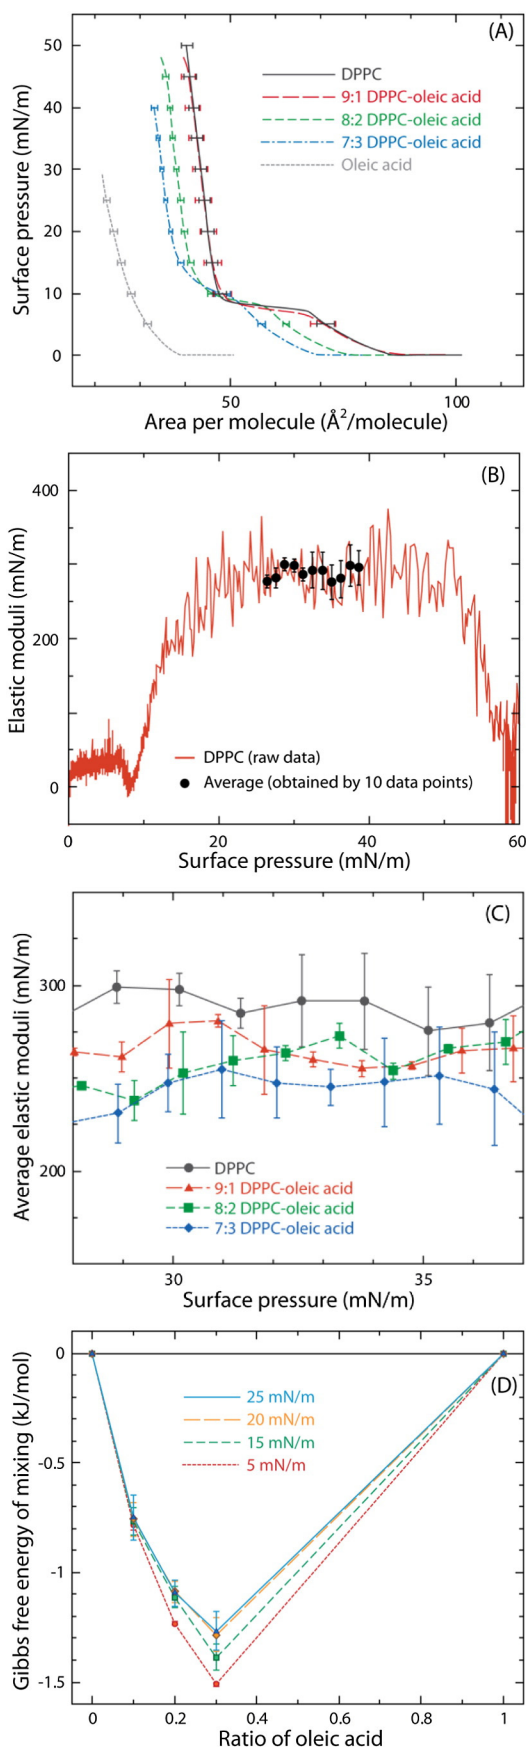 (A)
DPPC
9:1 DPPC-oleic acid
8:2 DPPC-oleic acid
7:3 DPPC-oleic acid
Oleic acid
Surface pressure (mN/m)
50
40
30
20
10
0
50
100
Area per molecule (Å²/molecule)
(B)
Elastic moduli (mN/m)
400
200
0
DPPC (raw data)
Average (obtained by 10 data points)
0
20
40
60
Surface pressure (mN/m)
(C)
Average elastic moduli (mN/m)
300
200
DPPC
9:1 DPPC-oleic acid
8:2 DPPC-oleic acid
7:3 DPPC-oleic acid
30
35
Surface pressure (mN/m)
(D)
Gibbs free energy of mixing (kJ/mol)
0
-0.5
-1
-1.5
25 mN/m
20 mN/m
15 mN/m
5 mN/m
0
0.2
0.4
0.6
0.8
1
Ratio of oleic acid